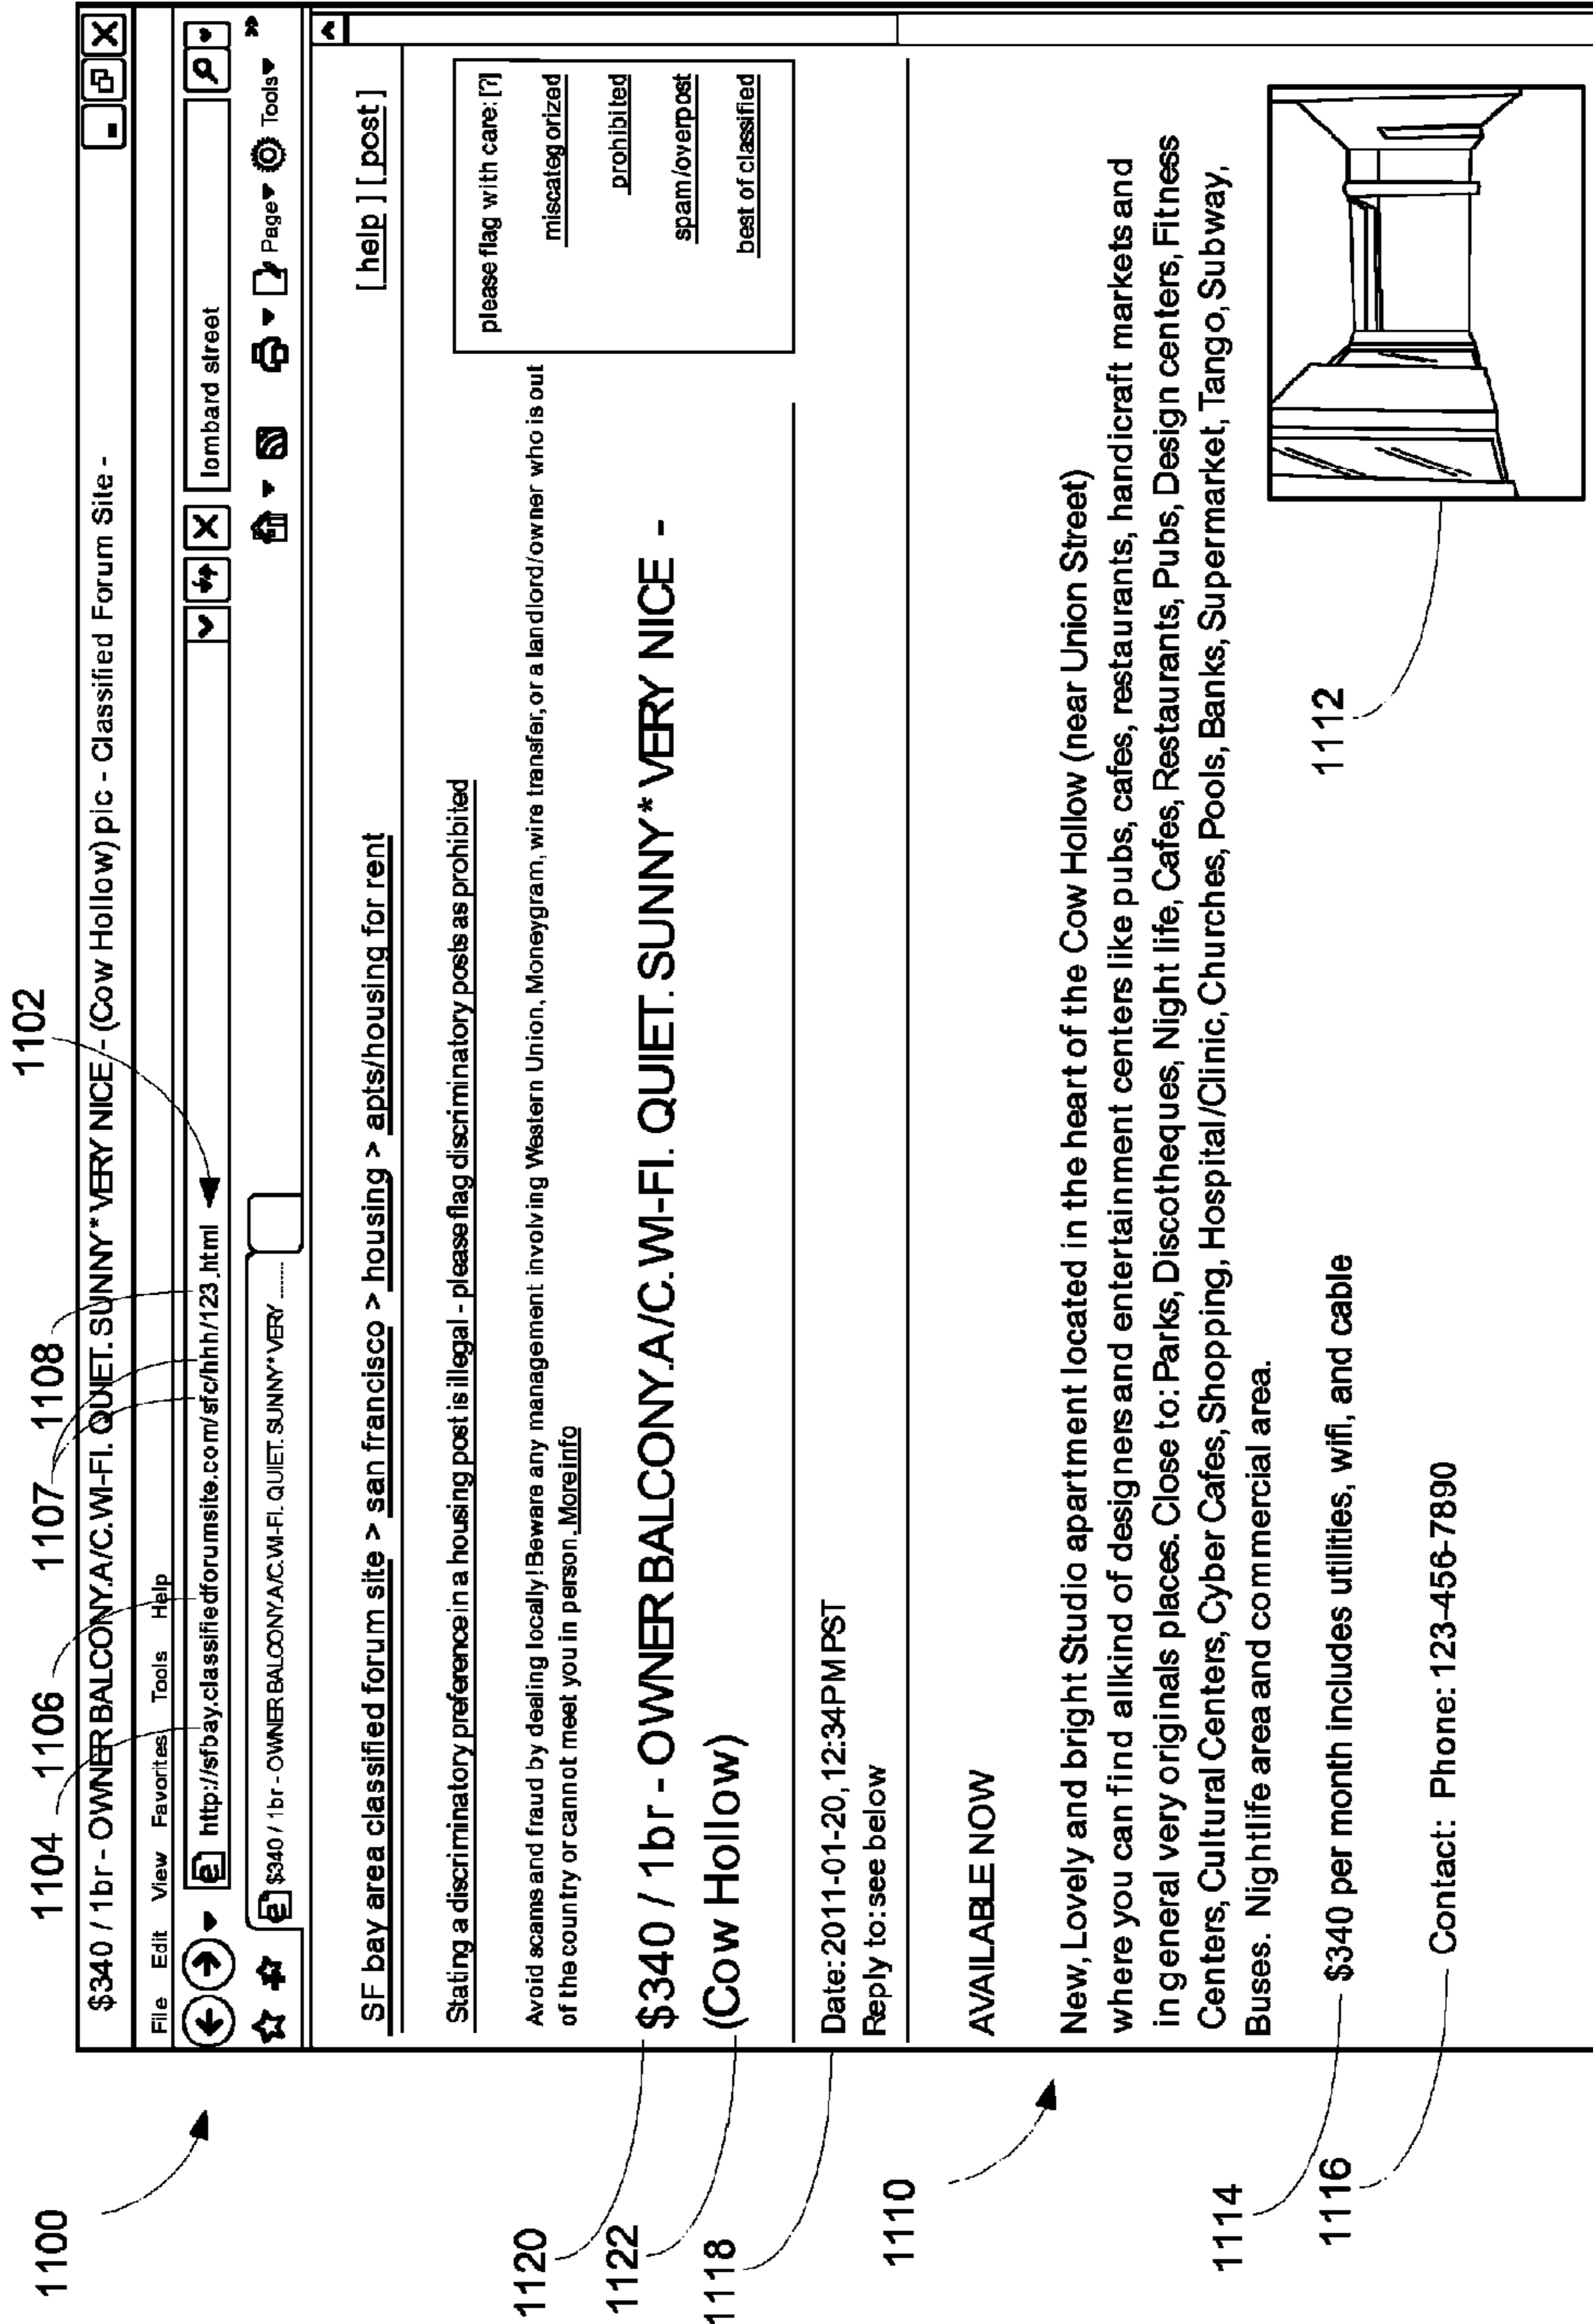 1102
1104 1106 1107 1108
1100
$340 / 1br - OWNER BALCONY.A/C.WI-FI. QUIET. SUNNY* VERY NICE - (Cow Hollow) pic - Classified Forum Site -
File Edit View Favorites Tools Help
http://sfbay.classifiedforumsite.com/sfc/hhh/123.html
lombard street
$340 / 1br - OWNER BALCONY.A/C.WI-FI. QUIET. SUNNY* VERY ........
Page Tools »
SF bay area classified forum site > san francisco > housing > apts/housing for rent
[ help ] [ post ]
Stating a discriminatory preference in a housing post is illegal - please flag discriminatory posts as prohibited
please flag with care: [?]
miscategorized
prohibited
spam/overpost
best of classified
Avoid scams and fraud by dealing locally! Beware any management involving Western Union, Moneygram, wire transfer, or a landlord/owner who is out
of the country or cannot meet you in person. More info
1120
$340 / 1br - OWNER BALCONY.A/C.WI-FI. QUIET. SUNNY* VERY NICE -
1122
(Cow Hollow)
1118
Date: 2011-01-20, 12:34PM PST
Reply to: see below
1110
AVAILABLE NOW
New, Lovely and bright Studio apartment located in the heart of the Cow Hollow (near Union Street)
where you can find all kind of designers and entertainment centers like pubs, cafes, restaurants, handicraft markets and
in general very originals places. Close to: Parks, Discotheques, Night life, Cafes, Restaurants, Pubs, Design centers, Fitness
Centers, Cultural Centers, Cyber Cafes, Shopping, Hospital/Clinic, Churches, Pools, Banks, Supermarket, Tango, Subway,
Buses. Nightlife area and commercial area.
1114
$340 per month includes utilities, wifi, and cable
1112
1116
Contact: Phone: 123-456-7890